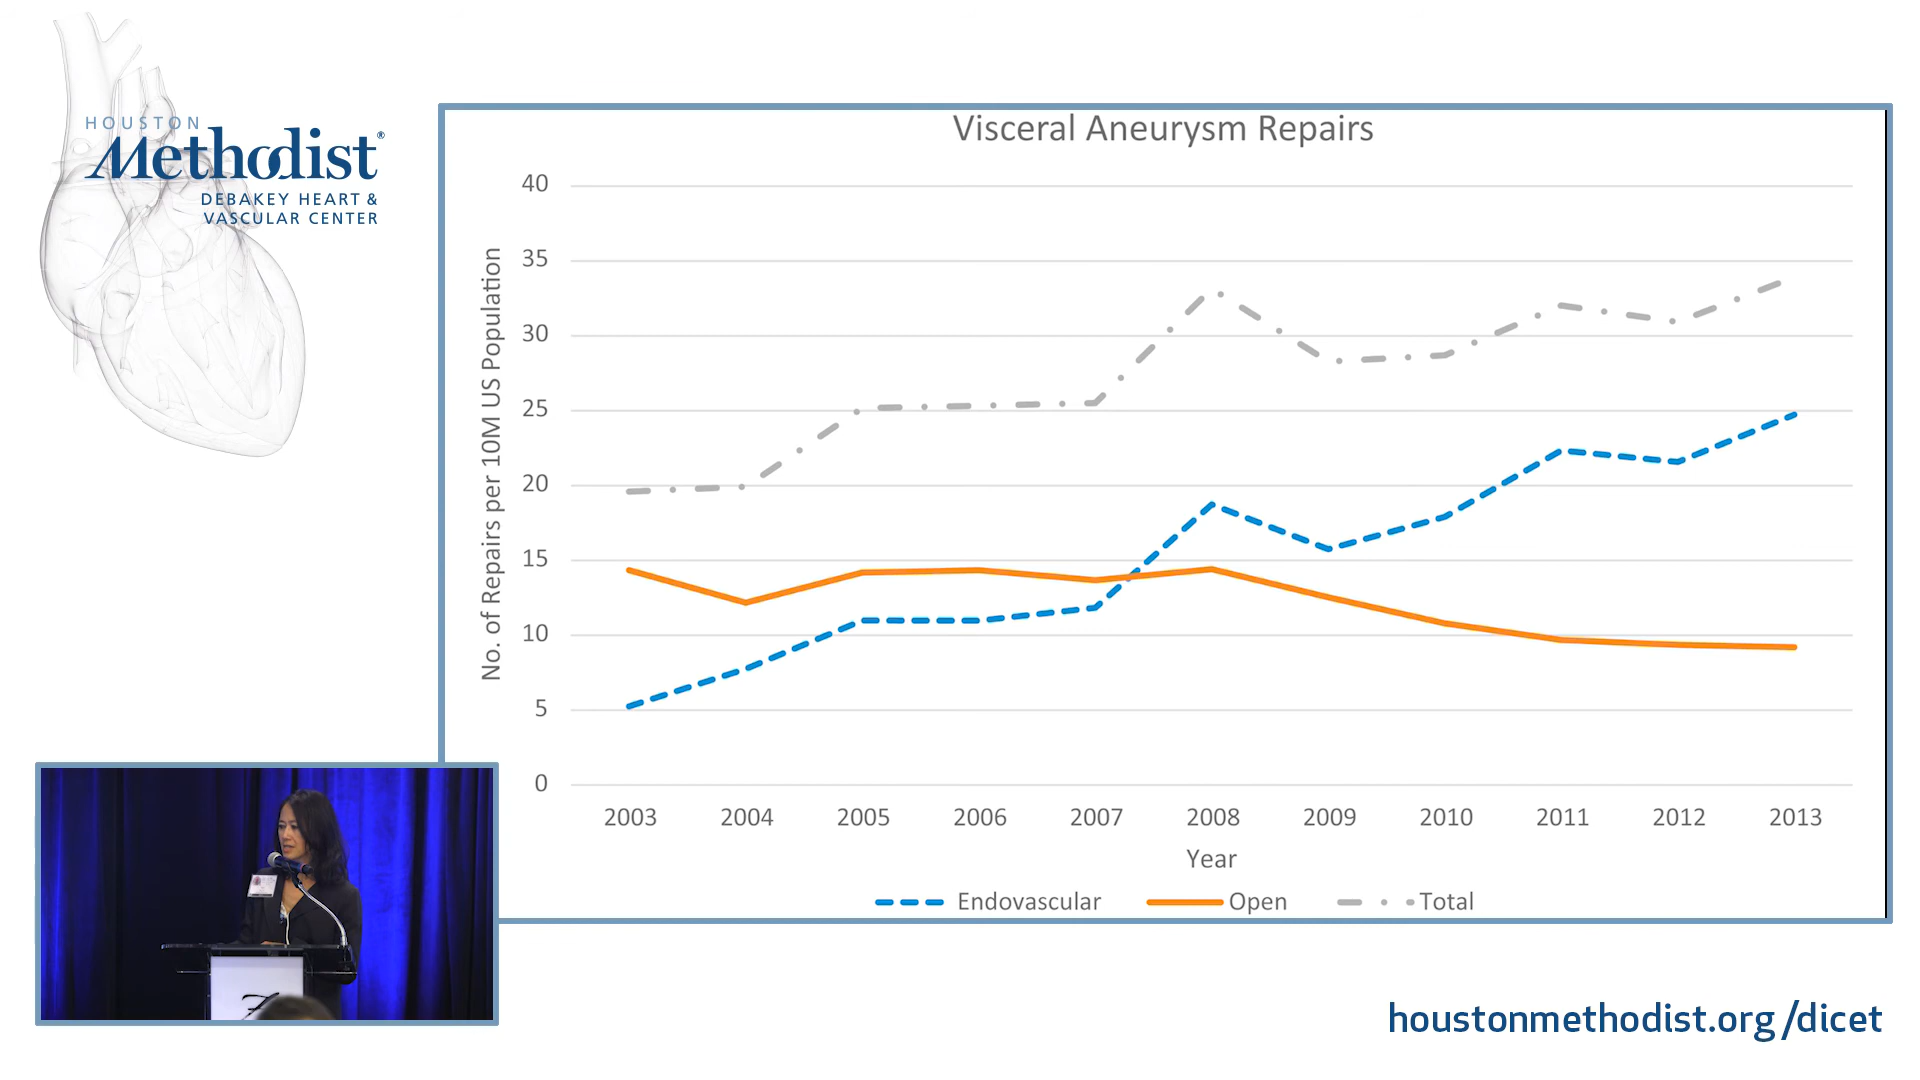 HOUSTON
Methodist®
DEBAKEY HEART &
VASCULAR CENTER
Visceral Aneurysm Repairs
No. of Repairs per 10M US Population
40
35
30
25
20
15
10
5
0
2003 2004 2005 2006 2007 2008 2009 2010 2011 2012 2013
Year
Endovascular Open Total
houstonmethodist.org/dicet